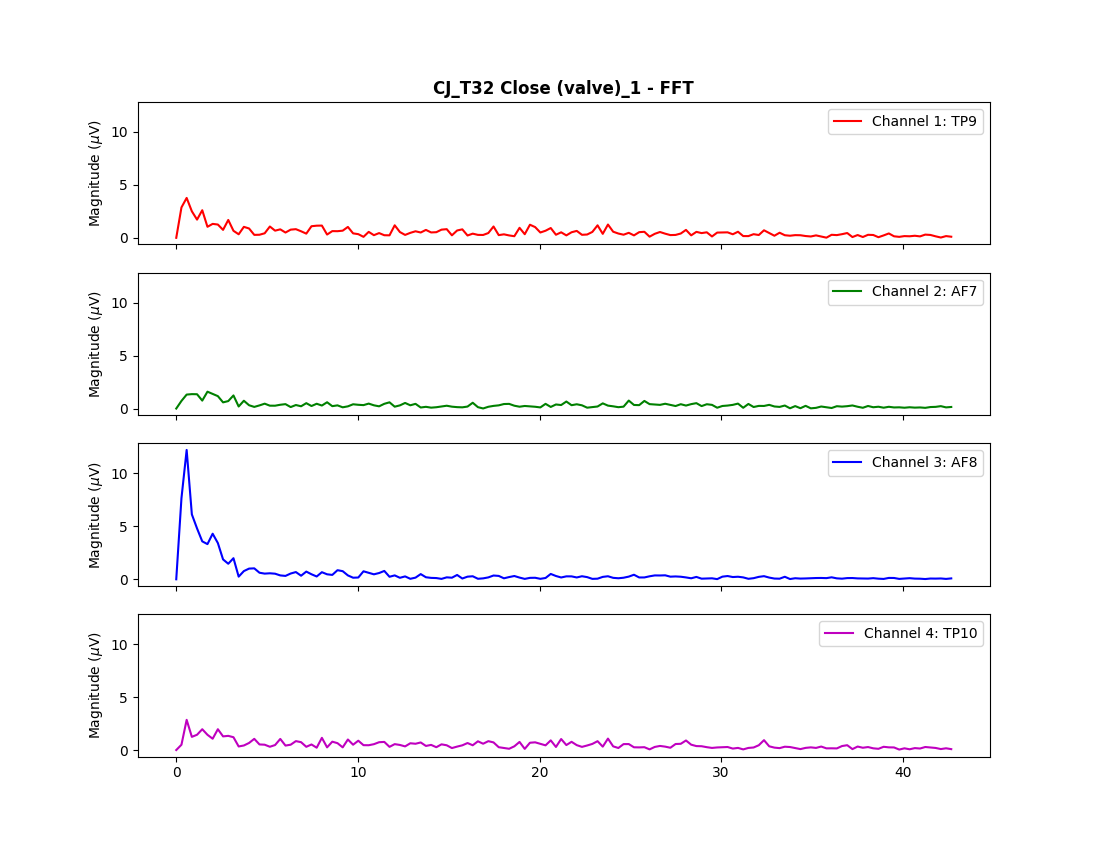 CJ_T32 Close (valve)_1 - FFT
Magnitude (μV)
10
5
0
Channel 1: TP9
Magnitude (μV)
10
5
0
Channel 2: AF7
Magnitude (μV)
10
5
0
Channel 3: AF8
Magnitude (μV)
10
5
0
Channel 4: TP10
0 10 20 30 40